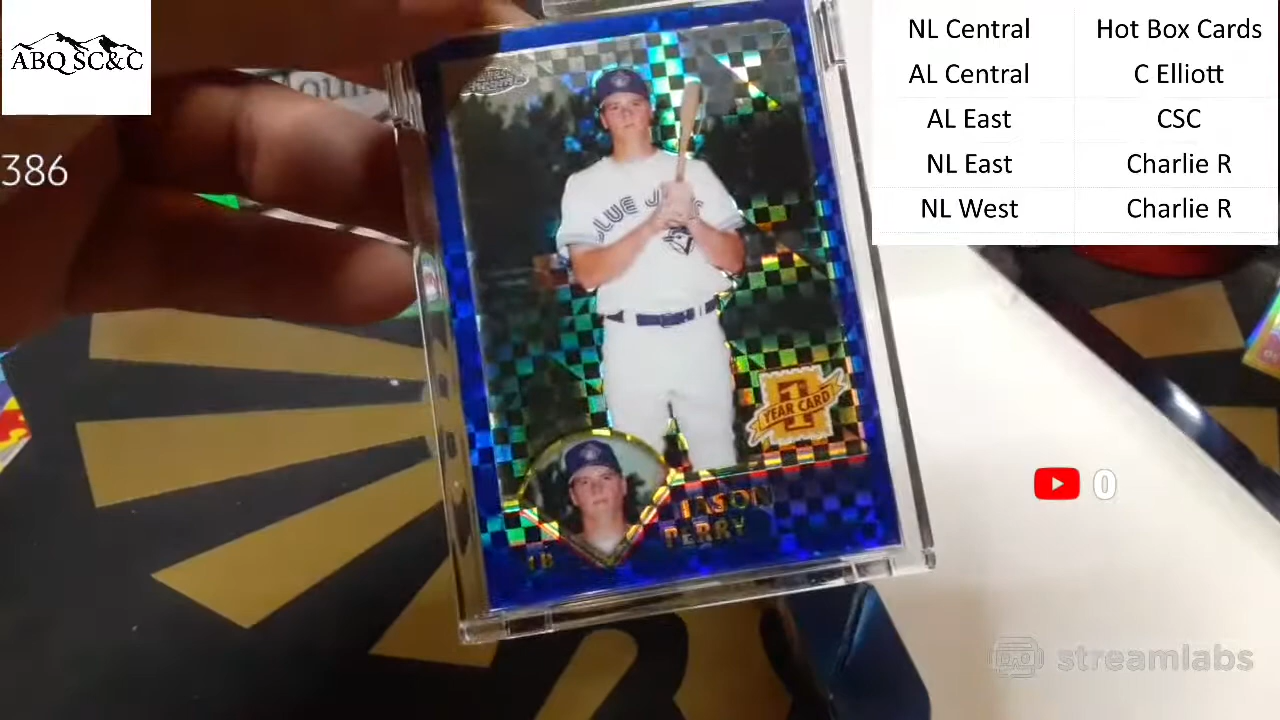 ABQ SC&C
386
NL Central Hot Box Cards
AL Central C Elliott
AL East CSC
NL East Charlie R
NL West Charlie R
BLUE J
1
YEAR CARD
JASON
PERRY
1B
0
streamlabs